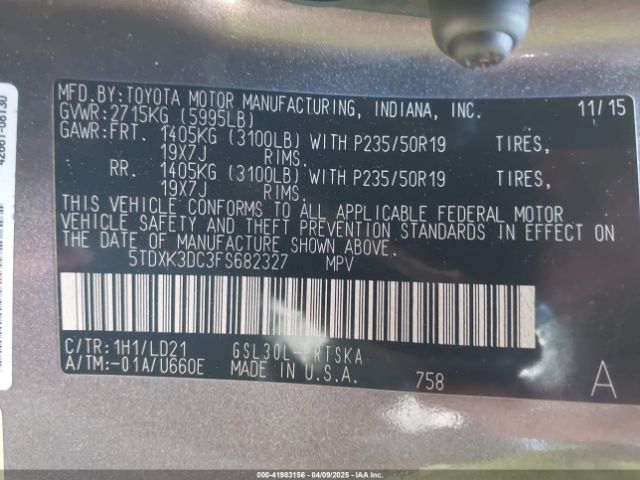 MFD. BY: TOYOTA MOTOR MANUFACTURING, INDIANA, INC. 11/15
GVWR: 2715KG (5995LB)
GAWR: FRT. 1405KG (3100LB) WITH P235/50R19 TIRES,
19X7J RIMS.
RR. 1405KG (3100LB) WITH P235/50R19 TIRES,
19X7J RIMS.
THIS VEHICLE CONFORMS TO ALL APPLICABLE FEDERAL MOTOR
VEHICLE SAFETY AND THEFT PREVENTION STANDARDS IN EFFECT ON
THE DATE OF MANUFACTURE SHOWN ABOVE.
5TDXK3DC3FS682327 MPV
C/TR: 1H1/LD21
A/TM: -01A/U660E MADE IN U.S.A. 758 A
00-41983156 - 04/09/2025 - IAA Inc.